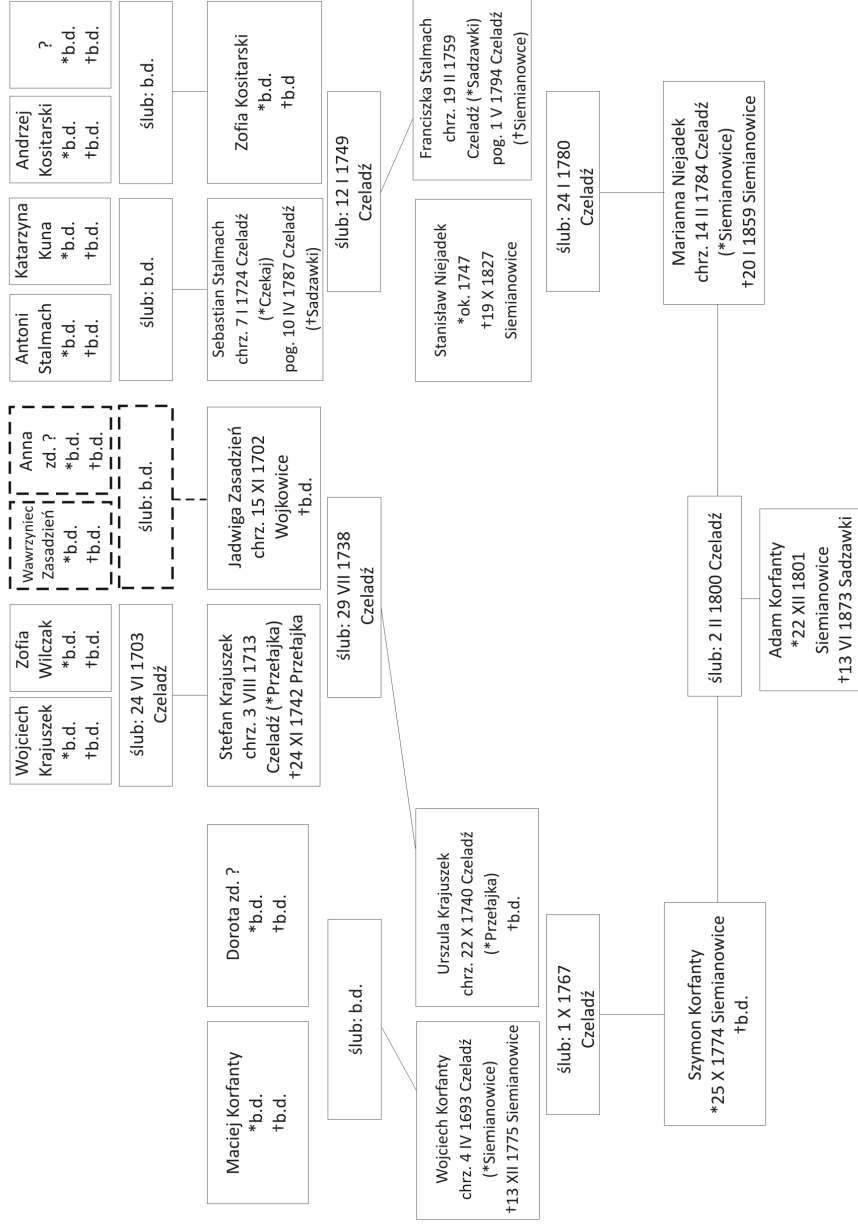 Wojciech
Krajuszek
*b.d.
†b.d.
Zofia
Wilczak
*b.d.
†b.d.
Wawrzyniec
Zasadzień
*b.d.
†b.d.
Anna
zd. ?
*b.d.
†b.d.
Antoni
Stalmach
*b.d.
†b.d.
Katarzyna
Kuna
*b.d.
†b.d.
Andrzej
Kositarski
*b.d.
†b.d.
?
*b.d.
†b.d.
ślub: 24 VI 1703
Czeladź
ślub: b.d.
ślub: b.d.
ślub: b.d.
Maciej Korfanty
*b.d.
†b.d.
Dorota zd. ?
*b.d.
†b.d.
Stefan Krajuszek
chrz. 3 VIII 1713
Czeladź (*Przełajka)
†24 XI 1742 Przełajka
Jadwiga Zasadzień
chrz. 15 XI 1702
Wojkowice
†b.d.
Sebastian Stalmach
chrz. 7 I 1724 Czeladź
(*Czekaj)
pog. 10 IV 1787 Czeladź
(†Sadzawki)
Zofia Kositarski
*b.d.
†b.d
ślub: b.d.
ślub: 29 VII 1738
Czeladź
ślub: 12 I 1749
Czeladź
Wojciech Korfanty
chrz. 4 IV 1693 Czeladź
(*Siemianowice)
†13 XII 1775 Siemianowice
Urszula Krajuszek
chrz. 22 X 1740 Czeladź
(*Przełajka)
†b.d.
Stanisław Niejadek
*ok. 1747
†19 X 1827
Siemianowice
Franciszka Stalmach
chrz. 19 II 1759
Czeladź (*Sadzawki)
pog. 1 V 1794 Czeladź
(†Siemianowce)
ślub: 1 X 1767
Czeladź
ślub: 24 I 1780
Czeladź
Szymon Korfanty
*25 X 1774 Siemianowice
†b.d.
Marianna Niejadek
chrz. 14 II 1784 Czeladź
(*Siemianowice)
†20 I 1859 Siemianowice
ślub: 2 II 1800 Czeladź
Adam Korfanty
*22 XII 1801
Siemianowice
†13 VI 1873 Sadzawki